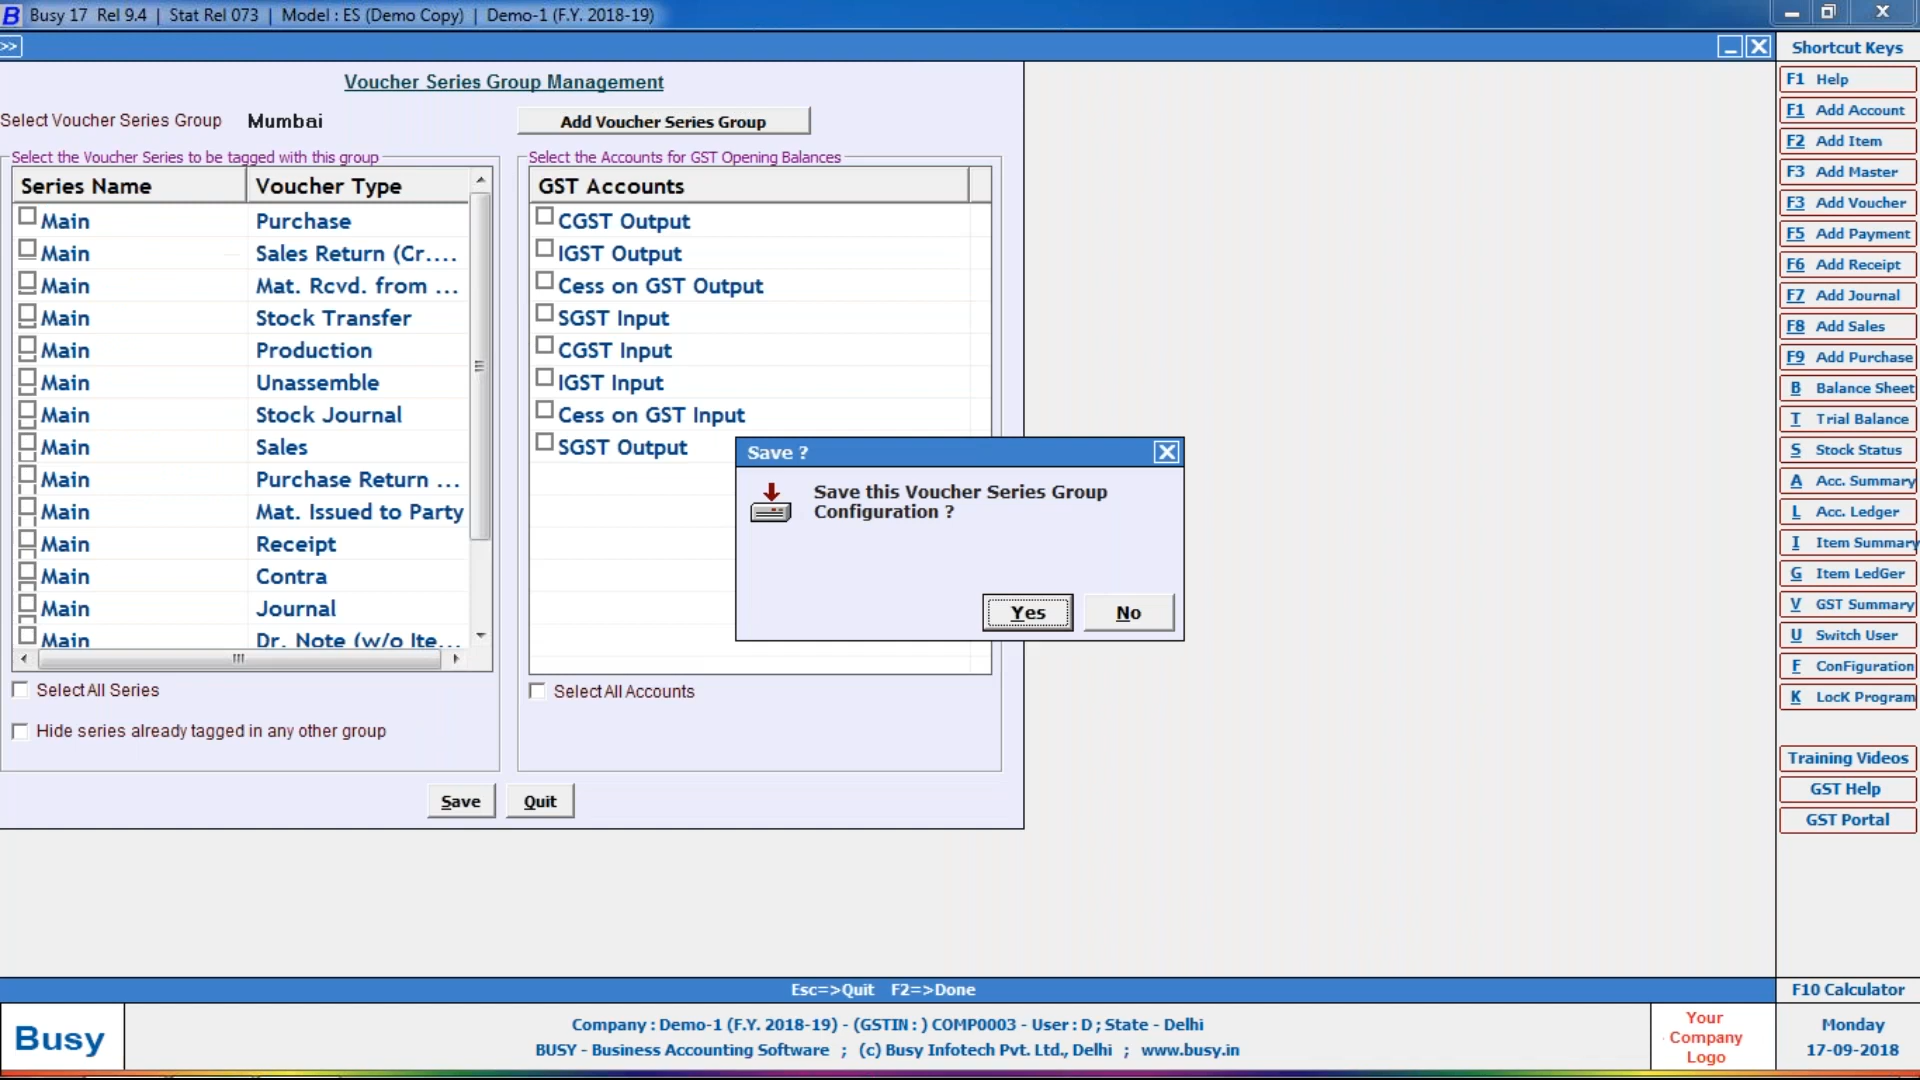 Busy 17 Rel 9.4 | Stat Rel 073 | Model : ES (Demo Copy) | Demo-1 (F.Y. 2018-19)
>>
Voucher Series Group Management
Select Voucher Series Group Mumbai Add Voucher Series Group
Select the Voucher Series to be tagged with this group
Series Name Voucher Type
Main Purchase
Main Sales Return (Cr....
Main Mat. Rcvd. from ...
Main Stock Transfer
Main Production
Main Unassemble
Main Stock Journal
Main Sales
Main Purchase Return ...
Main Mat. Issued to Party
Main Receipt
Main Contra
Main Journal
Main Dr. Note (w/o Ite...
Select All Series
Hide series already tagged in any other group
Select the Accounts for GST Opening Balances
GST Accounts
CGST Output
IGST Output
Cess on GST Output
SGST Input
CGST Input
IGST Input
Cess on GST Input
SGST Output
Select All Accounts
Save Quit
Save ?
Save this Voucher Series Group
Configuration ?
Yes No
Shortcut Keys
F1 Help
F1 Add Account
F2 Add Item
F3 Add Master
F3 Add Voucher
F5 Add Payment
F6 Add Receipt
F7 Add Journal
F8 Add Sales
F9 Add Purchase
B Balance Sheet
T Trial Balance
S Stock Status
A Acc. Summary
L Acc. Ledger
I Item Summary
G Item LedGer
V GST Summary
U Switch User
F ConFiguration
K LocK Program
Training Videos
GST Help
GST Portal
Esc=>Quit F2=>Done
F10 Calculator
Busy
Company : Demo-1 (F.Y. 2018-19) - (GSTIN : ) COMP0003 - User : D ; State - Delhi
BUSY - Business Accounting Software ; (c) Busy Infotech Pvt. Ltd., Delhi ; www.busy.in
Your
Company
Logo
Monday
17-09-2018